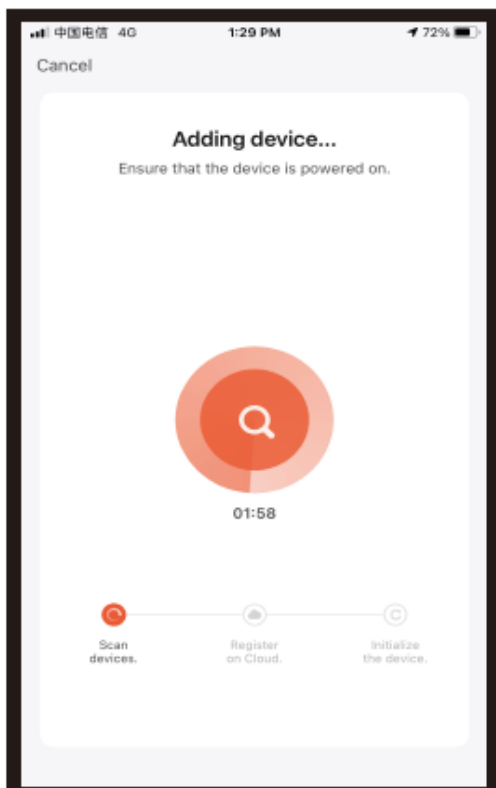 中国电信 4G 1:29 PM 72%
Cancel
Adding device...
Ensure that the device is powered on.
01:58
Scan devices.
Register on Cloud.
Initialize the device.